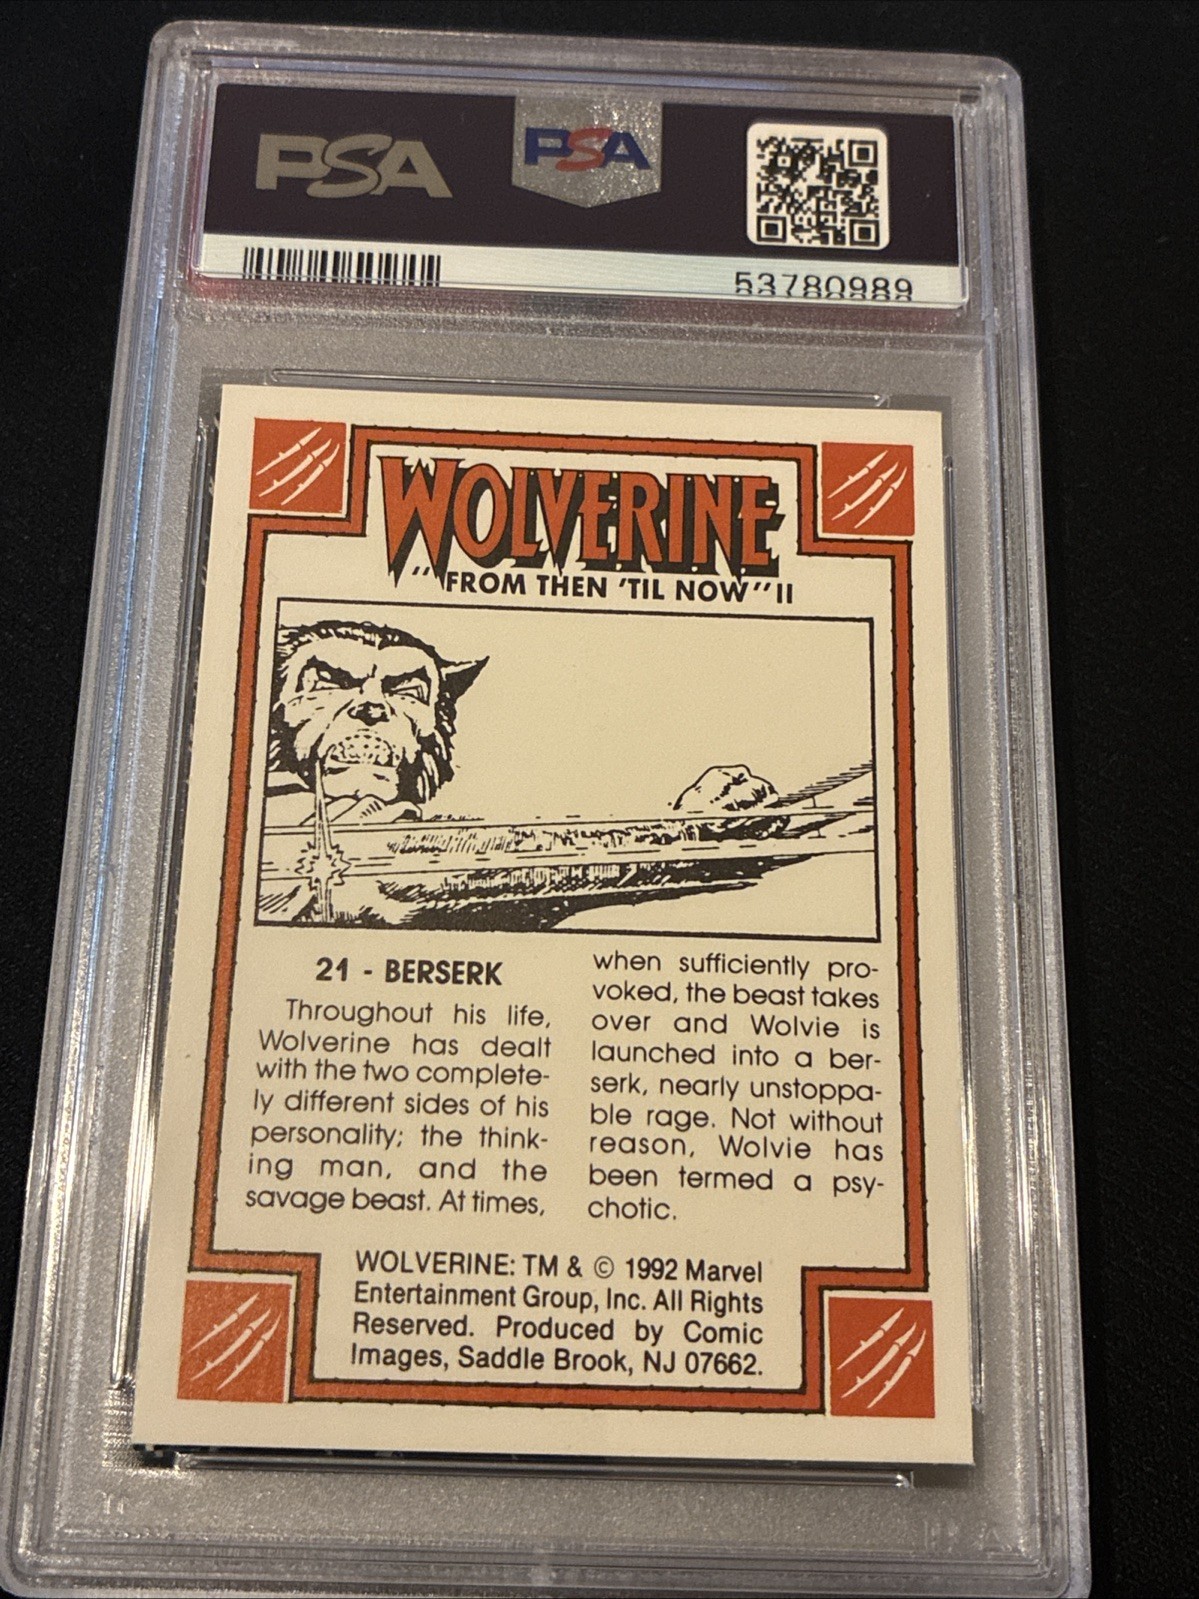 PSA
PSA
53780989
WOLVERINE
"FROM THEN 'TIL NOW" II
21 - BERSERK
Throughout his life,
Wolverine has dealt
with the two complete-
ly different sides of his
personality; the think-
ing man, and the
savage beast. At times,
when sufficiently pro-
voked, the beast takes
over and Wolvie is
launched into a ber-
serk, nearly unstoppa-
ble rage. Not without
reason, Wolvie has
been termed a psy-
chotic.
WOLVERINE: TM & © 1992 Marvel
Entertainment Group, Inc. All Rights
Reserved. Produced by Comic
Images, Saddle Brook, NJ 07662.